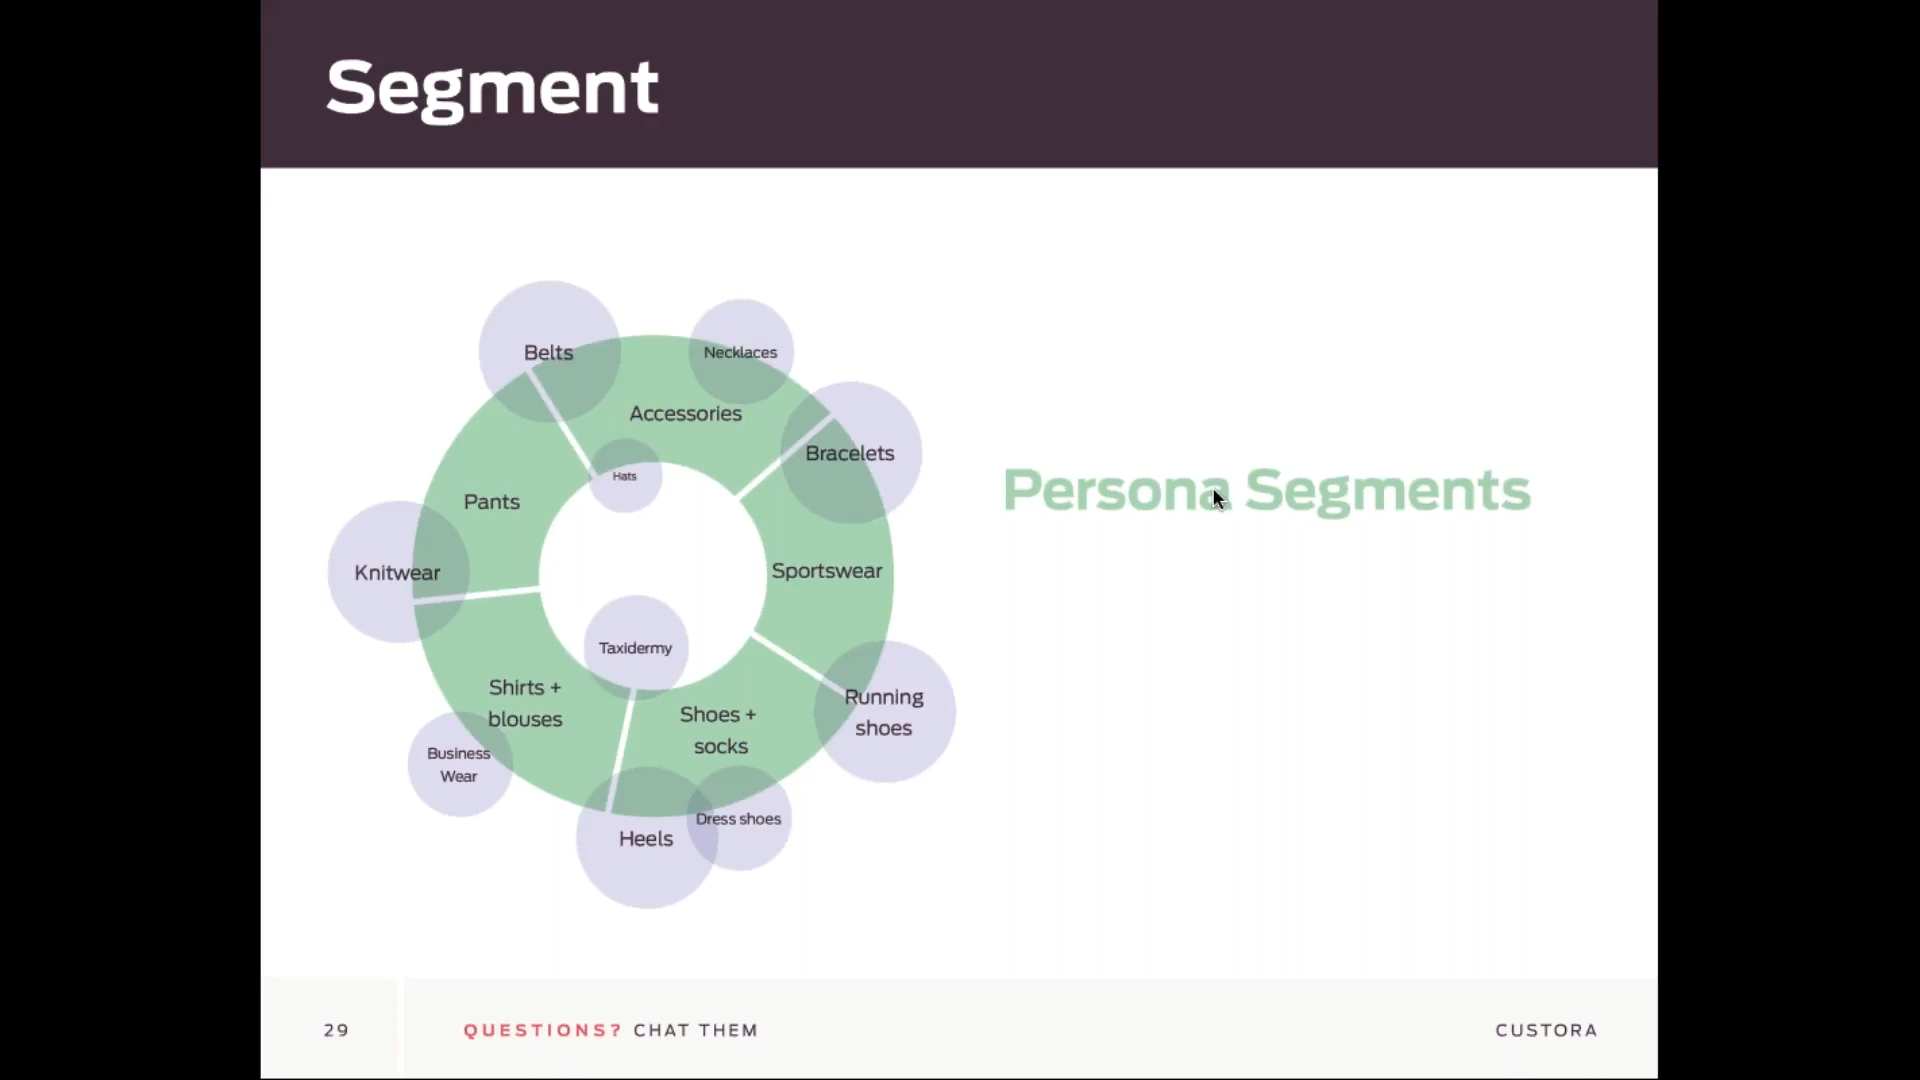 Segment
Belts
Necklaces
Accessories
Bracelets
Hats
Pants
Persona Segments
Knitwear
Sportswear
Taxidermy
Shirts +
blouses
Shoes +
socks
Running
shoes
Business
Wear
Dress shoes
Heels
29
QUESTIONS? CHAT THEM
CUSTORA